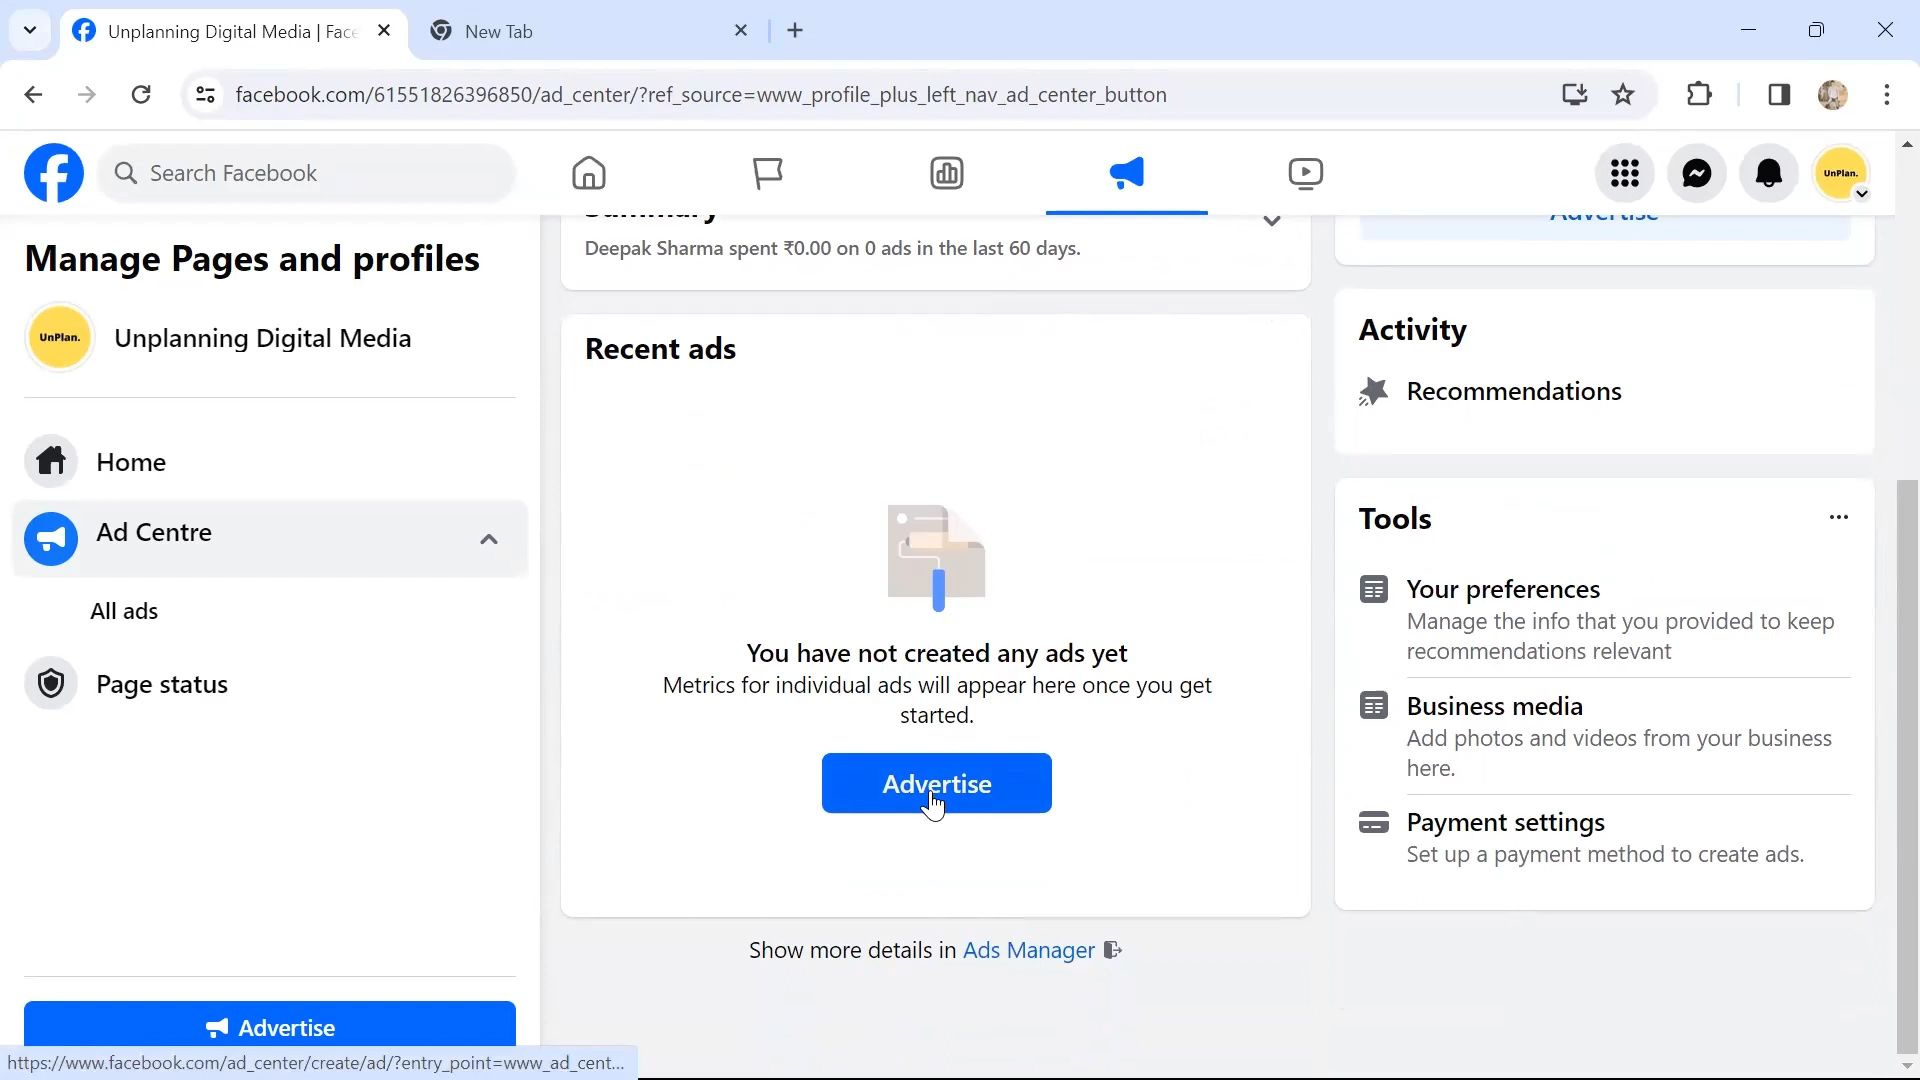 Unplanning Digital Media | Face
New Tab
facebook.com/61551826396850/ad_center/?ref_source=www_profile_plus_left_nav_ad_center_button
Search Facebook
UnPlan.
Manage Pages and profiles
UnPlan.
Unplanning Digital Media
Home
Ad Centre
All ads
Page status
Advertise
https://www.facebook.com/ad_center/create/ad/?entry_point=www_ad_cent...
Summary
Deepak Sharma spent ₹0.00 on 0 ads in the last 60 days.
Recent ads
You have not created any ads yet
Metrics for individual ads will appear here once you get
started.
Advertise
Show more details in Ads Manager
Advertise
Activity
Recommendations
Tools
Your preferences
Manage the info that you provided to keep
recommendations relevant
Business media
Add photos and videos from your business
here.
Payment settings
Set up a payment method to create ads.